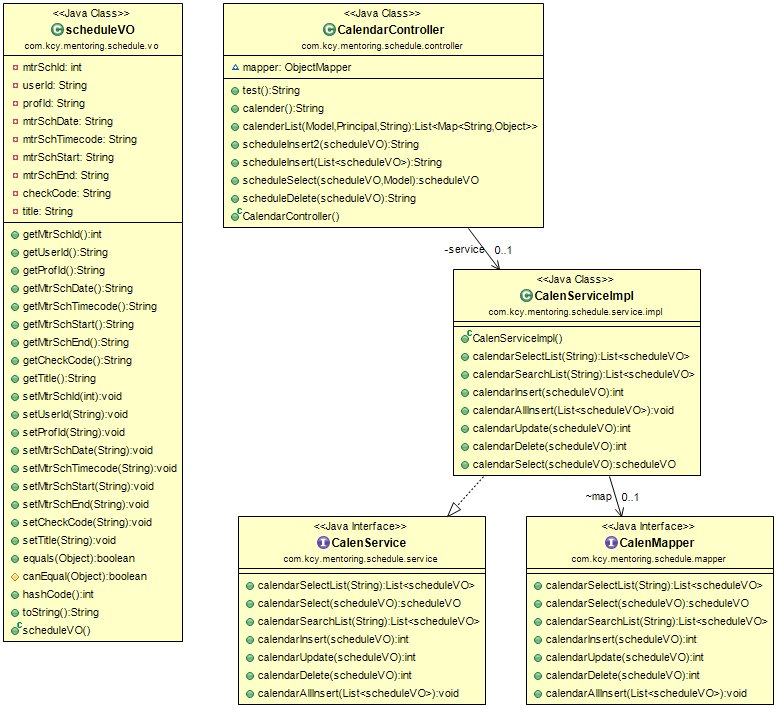 <<Java Class>>
scheduleVO
com.kcy.mentoring.schedule.vo
mtrSchId: int
userId: String
profId: String
mtrSchDate: String
mtrSchTimecode: String
mtrSchStart: String
mtrSchEnd: String
checkCode: String
title: String
getMtrSchId():int
getUserId():String
getProfId():String
getMtrSchDate():String
getMtrSchTimecode():String
getMtrSchStart():String
getMtrSchEnd():String
getCheckCode():String
getTitle():String
setMtrSchId(int):void
setUserId(String):void
setProfId(String):void
setMtrSchDate(String):void
setMtrSchTimecode(String):void
setMtrSchStart(String):void
setMtrSchEnd(String):void
setCheckCode(String):void
setTitle(String):void
equals(Object):boolean
canEqual(Object):boolean
hashCode():int
toString():String
scheduleVO()
<<Java Class>>
CalendarController
com.kcy.mentoring.schedule.controller
mapper: ObjectMapper
test():String
calender():String
calenderList(Model,Principal,String):List<Map<String,Object>>
scheduleInsert2(scheduleVO):String
scheduleInsert(List<scheduleVO>):String
scheduleSelect(scheduleVO,Model):scheduleVO
scheduleDelete(scheduleVO):String
CalendarController()
-service 0..1
<<Java Class>>
CalenServiceImpl
com.kcy.mentoring.schedule.service.impl
CalenServiceImpl()
calendarSelectList(String):List<scheduleVO>
calendarSearchList(String):List<scheduleVO>
calendarInsert(scheduleVO):int
calendarAllInsert(List<scheduleVO>):void
calendarUpdate(scheduleVO):int
calendarDelete(scheduleVO):int
calendarSelect(scheduleVO):scheduleVO
~map 0..1
<<Java Interface>>
CalenService
com.kcy.mentoring.schedule.service
calendarSelectList(String):List<scheduleVO>
calendarSelect(scheduleVO):scheduleVO
calendarSearchList(String):List<scheduleVO>
calendarInsert(scheduleVO):int
calendarUpdate(scheduleVO):int
calendarDelete(scheduleVO):int
calendarAllInsert(List<scheduleVO>):void
<<Java Interface>>
CalenMapper
com.kcy.mentoring.schedule.mapper
calendarSelectList(String):List<scheduleVO>
calendarSelect(scheduleVO):scheduleVO
calendarSearchList(String):List<scheduleVO>
calendarInsert(scheduleVO):int
calendarUpdate(scheduleVO):int
calendarDelete(scheduleVO):int
calendarAllInsert(List<scheduleVO>):void